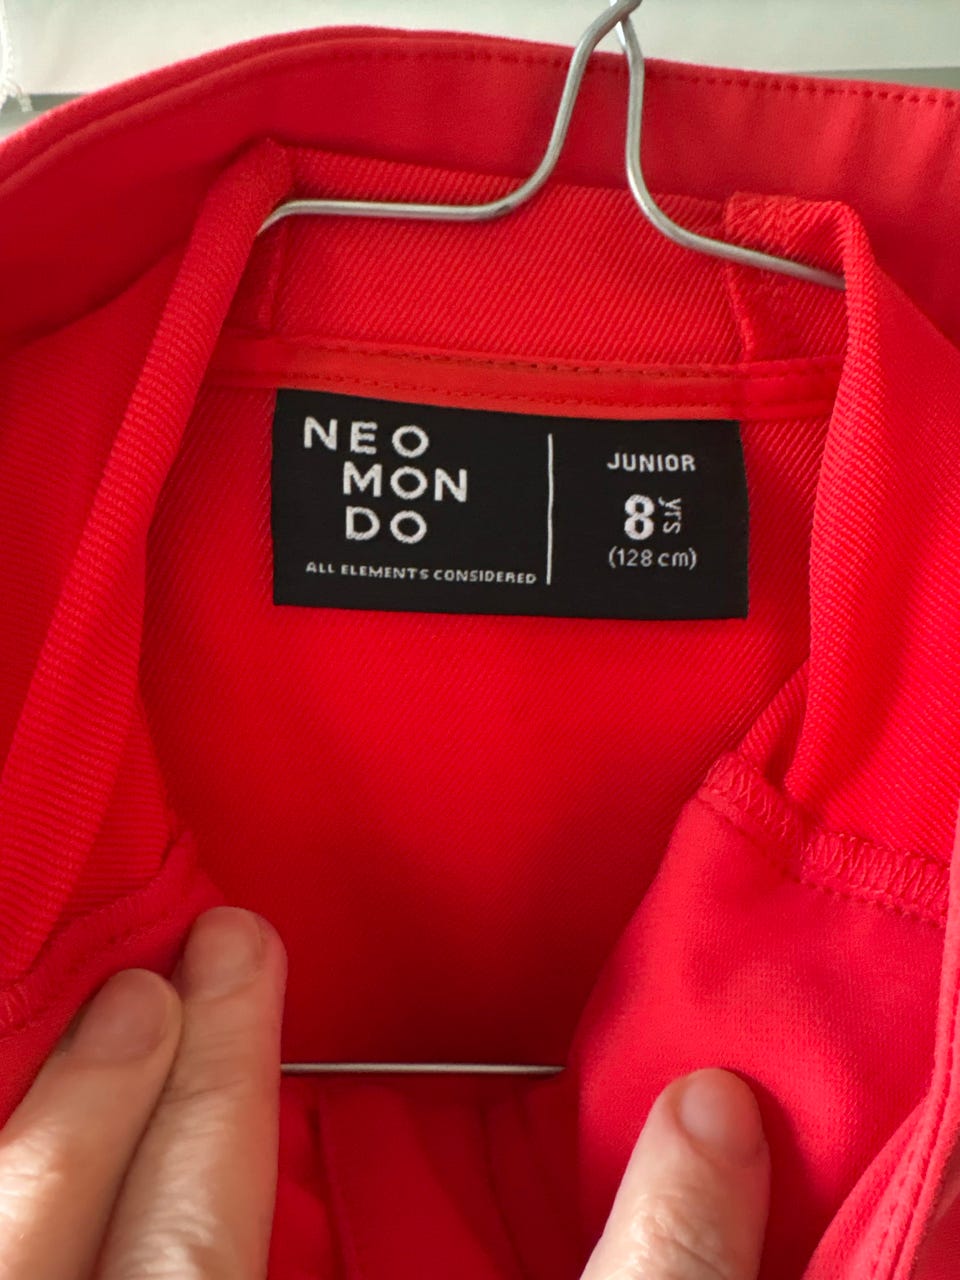 NEO
MON
DO
ALL ELEMENTS CONSIDERED
JUNIOR
8 yrs
(128 cm)